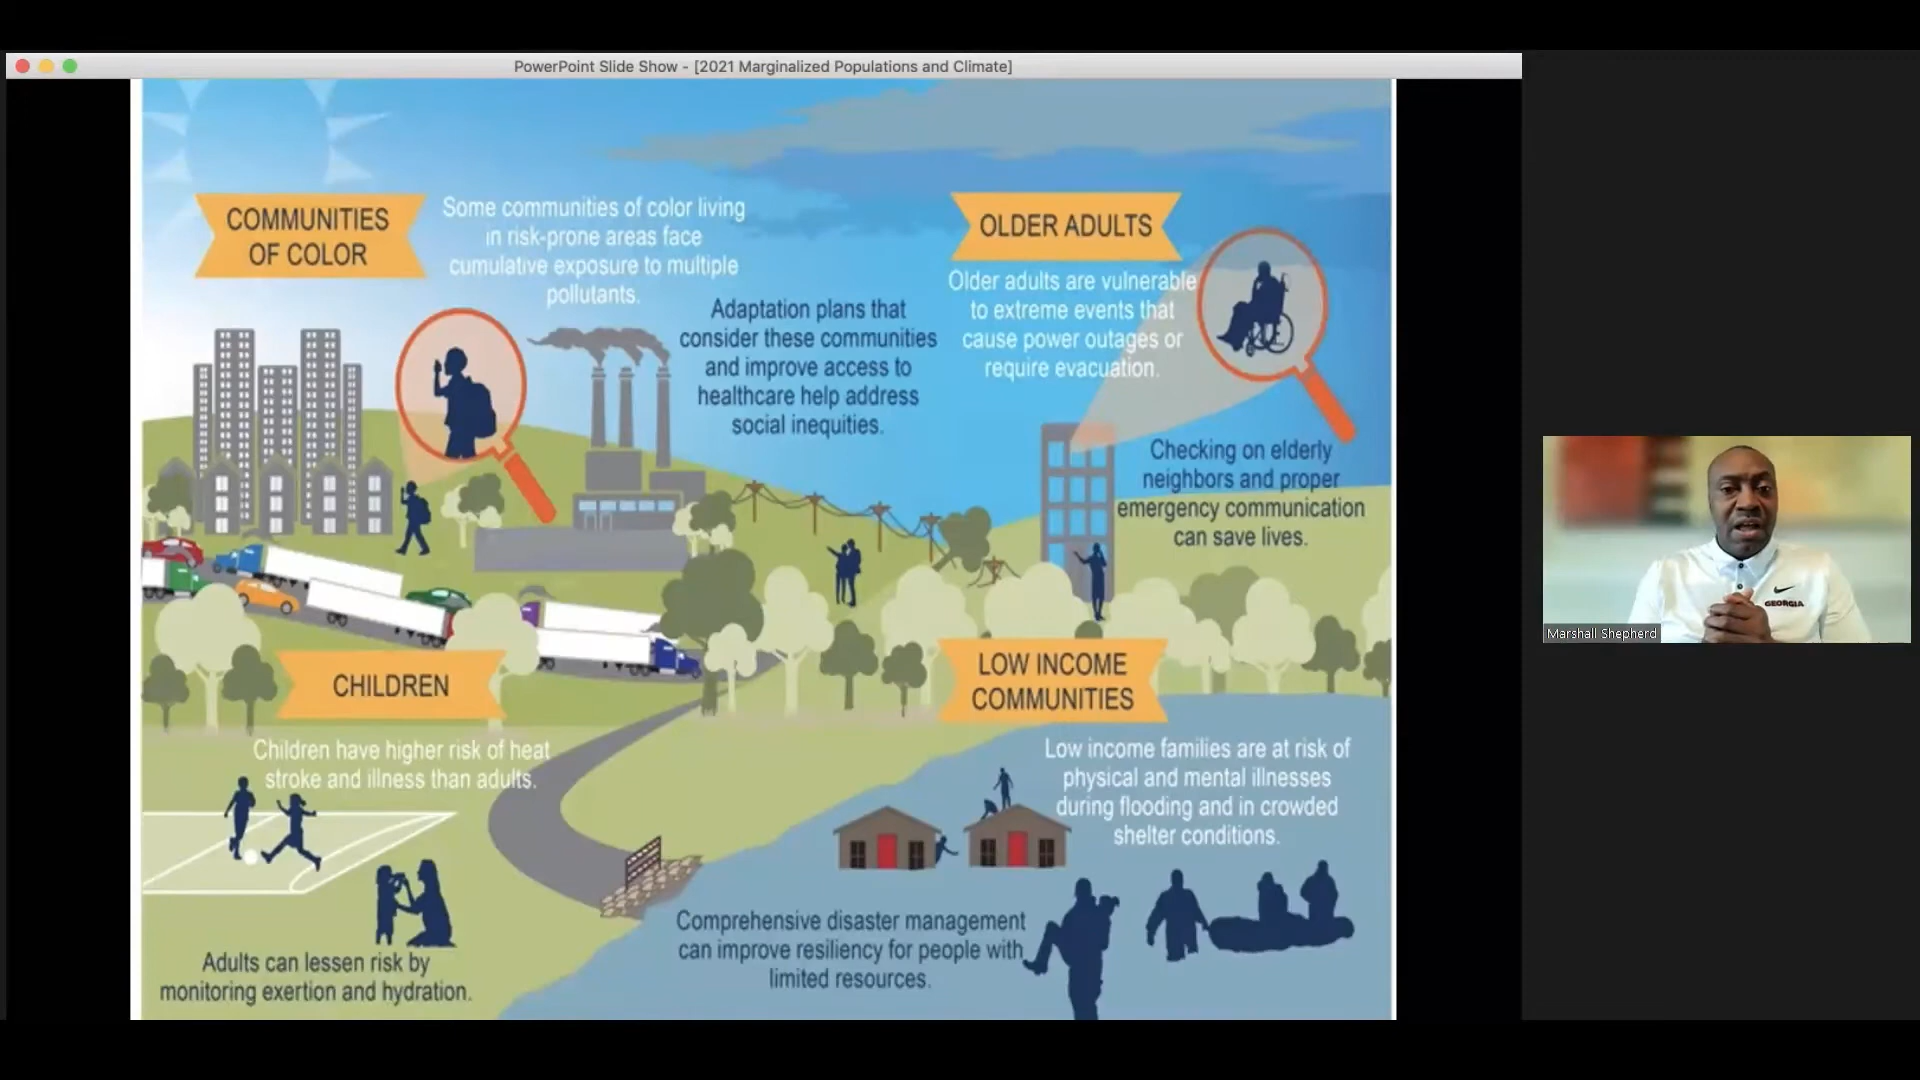 PowerPoint Slide Show - [2021 Marginalized Populations and Climate]
COMMUNITIES
OF COLOR
Some communities of color living
in risk-prone areas face
cumulative exposure to multiple
pollutants.
Adaptation plans that
consider these communities
and improve access to
healthcare help address
social inequities.
OLDER ADULTS
Older adults are vulnerable
to extreme events that
cause power outages or
require evacuation.
Checking on elderly
neighbors and proper
emergency communication
can save lives.
CHILDREN
Children have higher risk of heat
stroke and illness than adults.
Adults can lessen risk by
monitoring exertion and hydration.
LOW INCOME
COMMUNITIES
Low income families are at risk of
physical and mental illnesses
during flooding and in crowded
shelter conditions.
Comprehensive disaster management
can improve resiliency for people with
limited resources.
GEORGIA
Marshall Shepherd